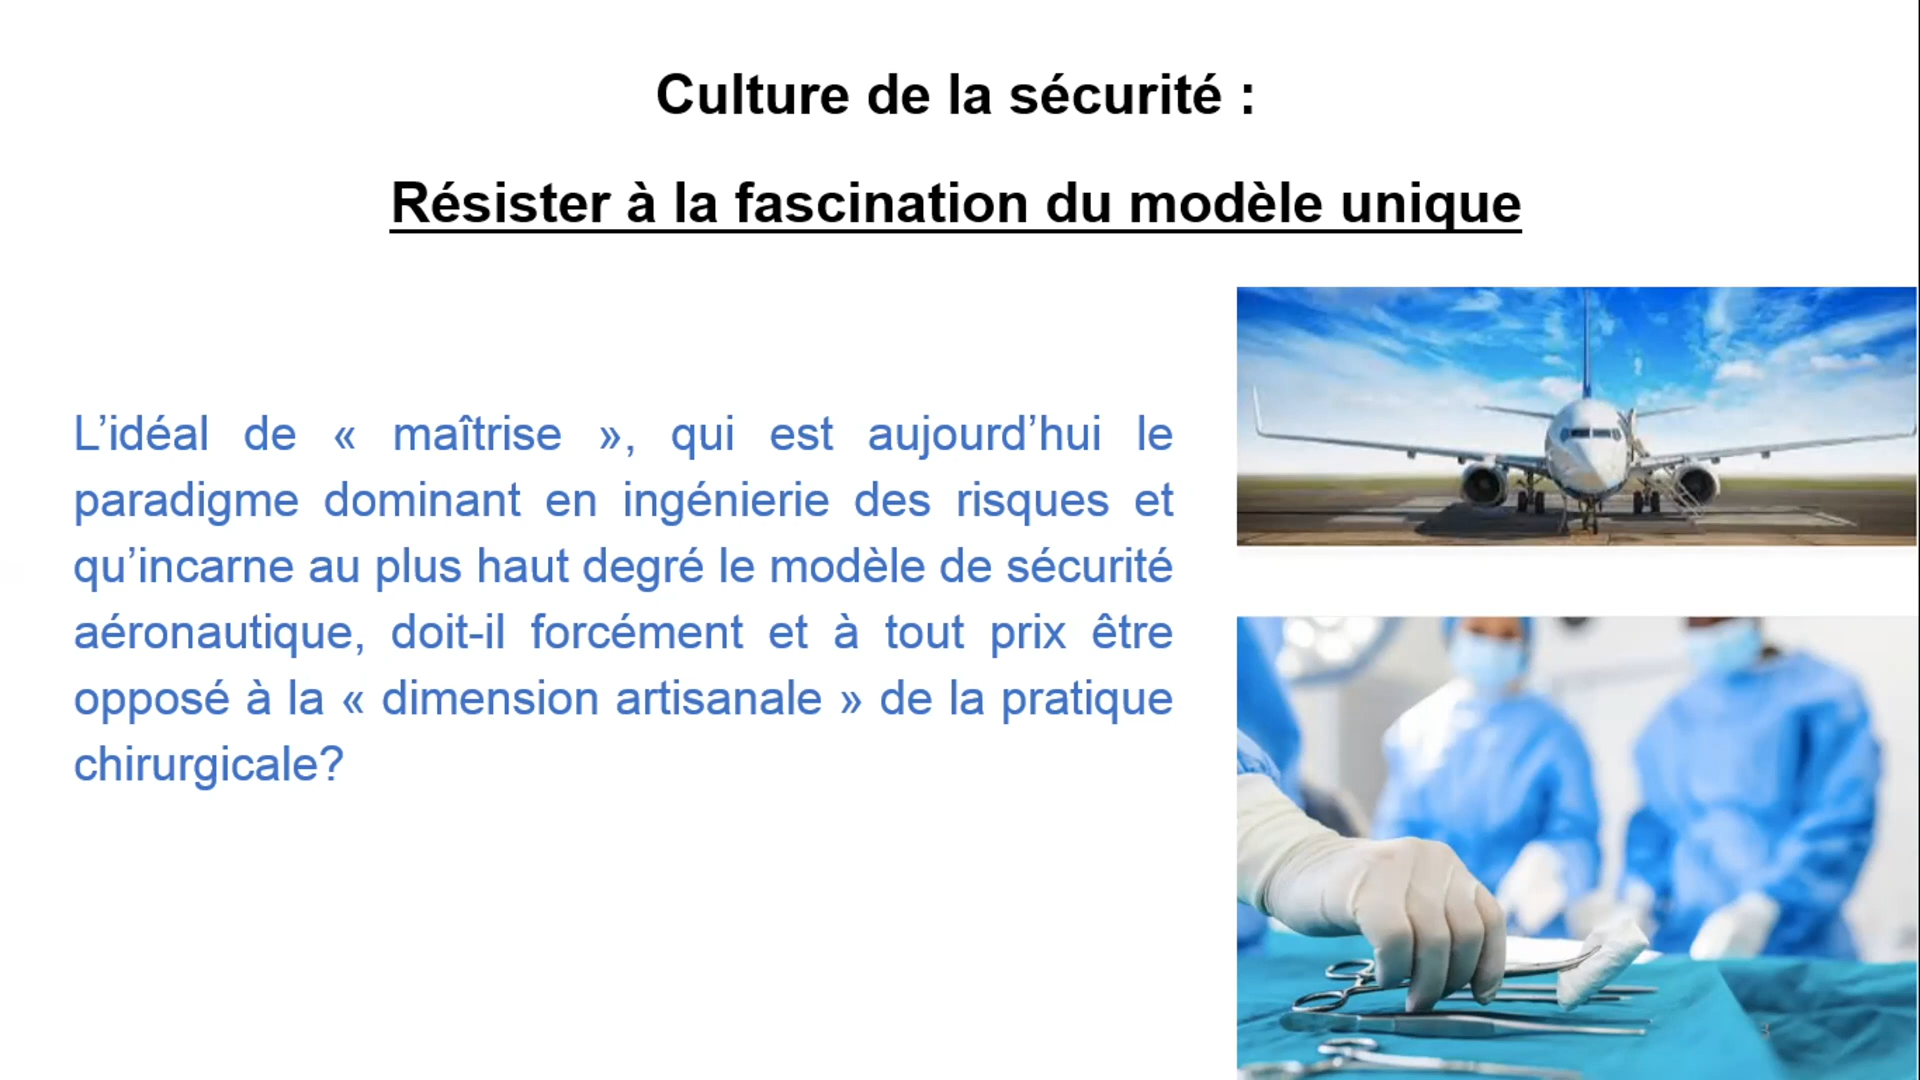 Culture de la sécurité :
Résister à la fascination du modèle unique
L’idéal de « maîtrise », qui est aujourd’hui le
paradigme dominant en ingénierie des risques et
qu’incarne au plus haut degré le modèle de sécurité
aéronautique, doit-il forcément et à tout prix être
opposé à la « dimension artisanale » de la pratique
chirurgicale?
3